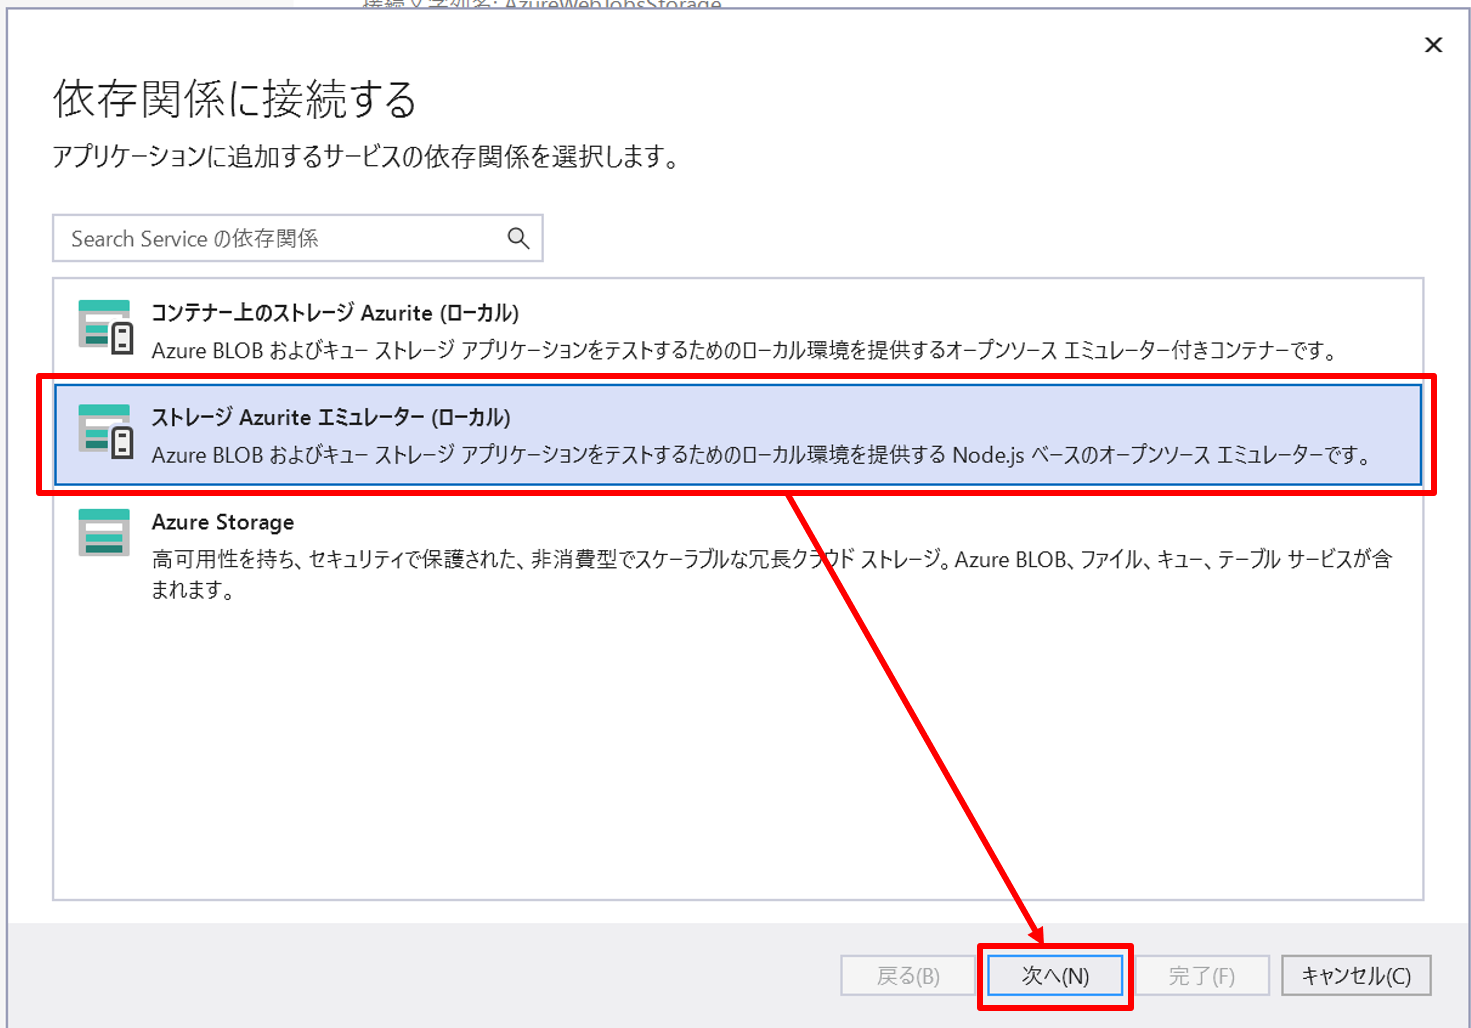 接続文字列名: AzureWebJobsStorage
依存関係に接続する
アプリケーションに追加するサービスの依存関係を選択します。
Search Service の依存関係
コンテナー上のストレージ Azurite (ローカル)
Azure BLOB およびキュー ストレージ アプリケーションをテストするためのローカル環境を提供するオープンソース エミュレーター付きコンテナーです。
ストレージ Azurite エミュレーター (ローカル)
Azure BLOB およびキュー ストレージ アプリケーションをテストするためのローカル環境を提供する Node.js ベースのオープンソース エミュレーターです。
Azure Storage
高可用性を持ち、セキュリティで保護された、非消費型でスケーラブルな冗長クラウド ストレージ。Azure BLOB、ファイル、キュー、テーブル サービスが含
まれます。
戻る(B)
次へ(N)
完了(F)
キャンセル(C)